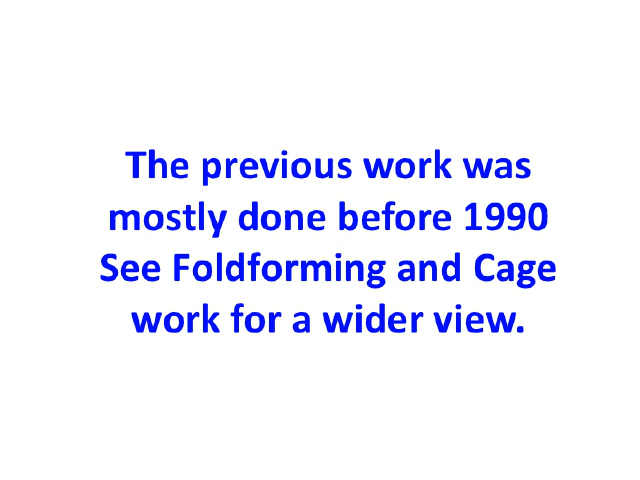 The previous work was
mostly done before 1990
See Foldforming and Cage
work for a wider view.